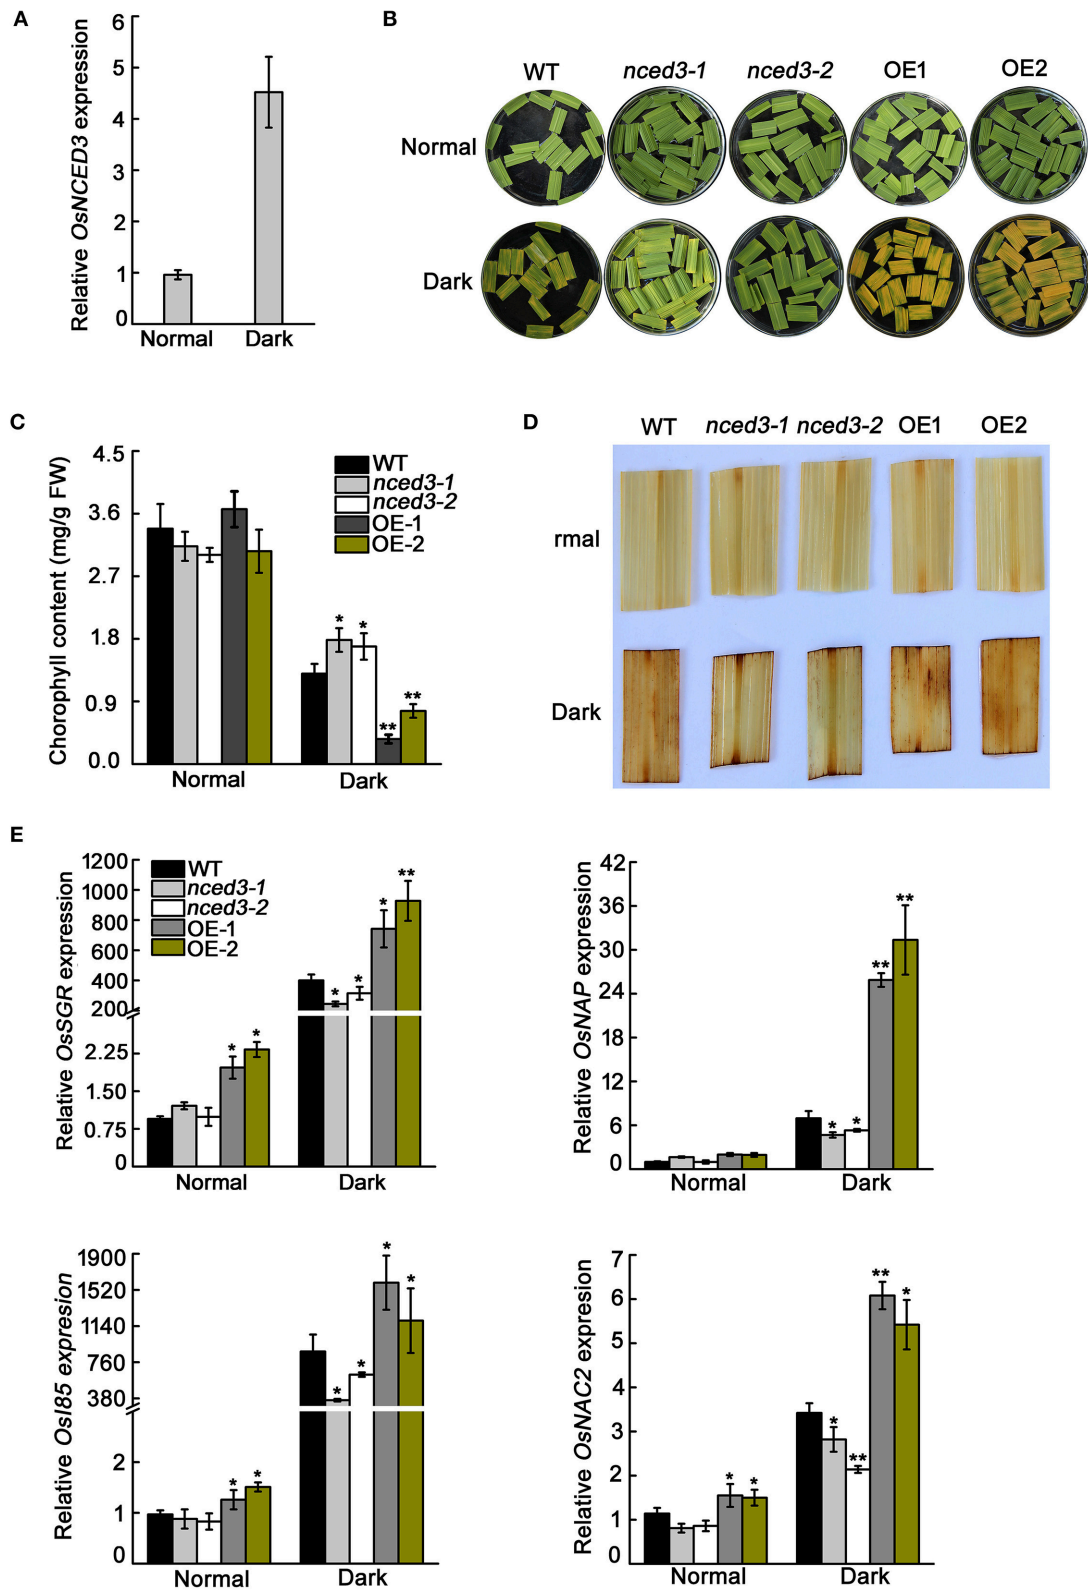 A
Relative OsNCED3 expression
6
5
4
4
2
1
0
Normal Dark
B
WT nced3-1 nced3-2 OE1 OE2
Normal
Dark
C
Chorophyll content (mg/g FW)
4.5
3.6
2.7
1.8
0.9
0.0
WT
nced3-1
nced3-2
OE-1
OE-2
* * ** **
Normal Dark
D
WT nced3-1 nced3-2 OE1 OE2
rmal
Dark
E
Relative OsSGR expression
1200
1000
800
600
400
200
2.25
1.50
0.75
0
WT
nced3-1
nced3-2
OE-1
OE-2
* * * * * **
Normal Dark
Relative OsNAP expression
42
36
30
24
18
12
6
0
* * ** **
Normal Dark
Relative OsI85 expresion
1900
1520
1140
760
380
2
1
0
* * * * * *
Normal Dark
Relative OsNAC2 expression
7
6
5
4
3
2
1
0
* * * ** ** *
Normal Dark